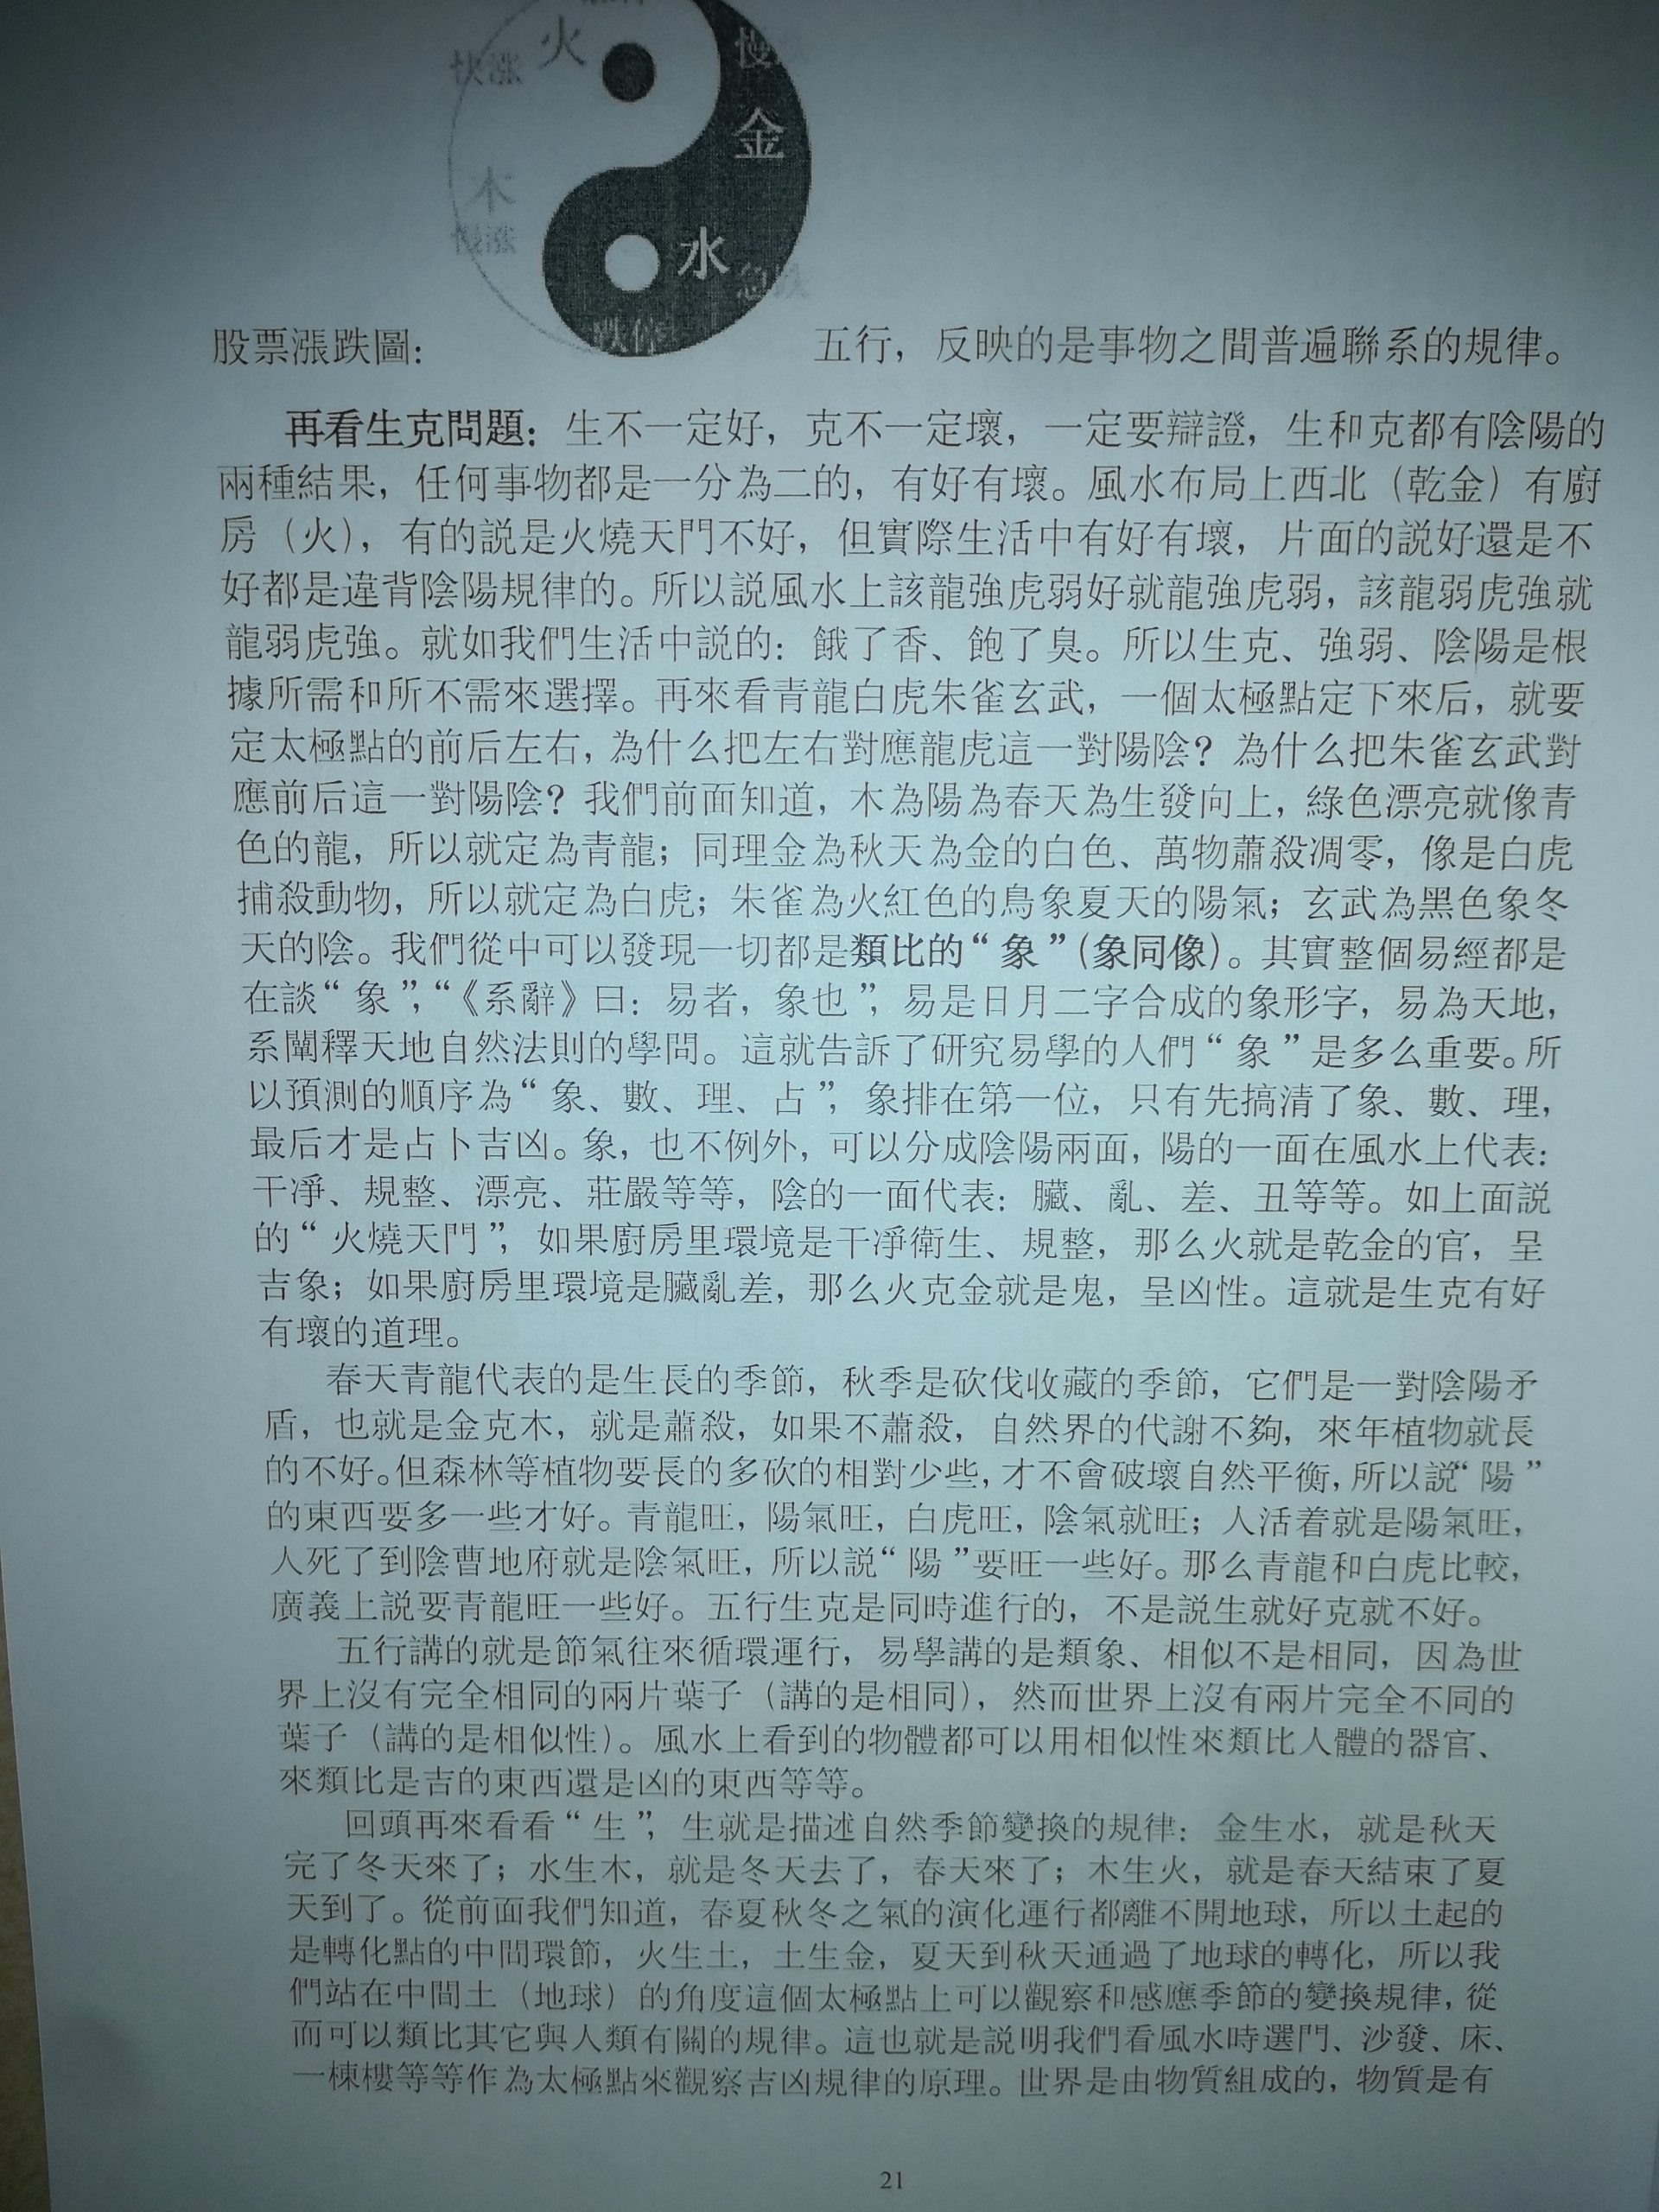 火
快漲
慢
金
木
慢漲
水
急跌
跌停
股票漲跌圖：
五行，反映的是事物之間普遍聯系的規律。
再看生克問題：生不一定好，克不一定壞，一定要辯證，生和克都有陰陽的
兩種結果，任何事物都是一分為二的，有好有壞。風水布局上西北（乾金）有廚
房（火），有的説是火燒天門不好，但實際生活中有好有壞，片面的説好還是不
好都是違背陰陽規律的。所以説風水上該龍強虎弱好就龍強虎弱，該龍弱虎強就
龍弱虎強。就如我們生活中説的：餓了香、飽了臭。所以生克、強弱、陰陽是根
據所需和所不需來選擇。再來看青龍白虎朱雀玄武，一個太極點定下來后，就要
定太極點的前后左右，為什么把左右對應龍虎這一對陽陰？為什么把朱雀玄武對
應前后這一對陽陰？我們前面知道，木為陽為春天為生發向上，綠色漂亮就像青
色的龍，所以就定為青龍；同理金為秋天為金的白色、萬物蕭殺凋零，像是白虎
捕殺動物，所以就定為白虎；朱雀為火紅色的鳥象夏天的陽氣；玄武為黑色象冬
天的陰。我們從中可以發現一切都是類比的“象”（象同像）。其實整個易經都是
在談“象”，“《系辭》曰：易者，象也”，易是日月二字合成的象形字，易為天地，
系闡釋天地自然法則的學問。這就告訴了研究易學的人們“象”是多么重要。所
以預測的順序為“象、數、理、占”，象排在第一位，只有先搞清了象、數、理，
最后才是占卜吉凶。象，也不例外，可以分成陰陽兩面，陽的一面在風水上代表：
干凈、規整、漂亮、莊嚴等等，陰的一面代表：臟、亂、差、丑等等。如上面説
的“火燒天門”，如果廚房里環境是干凈衛生、規整，那么火就是乾金的官，呈
吉象；如果廚房里環境是臟亂差，那么火克金就是鬼，呈凶性。這就是生克有好
有壞的道理。
春天青龍代表的是生長的季節，秋季是砍伐收藏的季節，它們是一對陰陽矛
盾，也就是金克木，就是蕭殺，如果不蕭殺，自然界的代謝不夠，來年植物就長
的不好。但森林等植物要長的多砍的相對少些，才不會破壞自然平衡，所以説“陽”
的東西要多一些才好。青龍旺，陽氣旺，白虎旺，陰氣就旺；人活着就是陽氣旺，
人死了到陰曹地府就是陰氣旺，所以説“陽”要旺一些好。那么青龍和白虎比較，
廣義上説要青龍旺一些好。五行生克是同時進行的，不是説生就好克就不好。
五行講的就是節氣往來循環運行，易學講的是類象、相似不是相同，因為世
界上沒有完全相同的兩片葉子（講的是相同），然而世界上沒有兩片完全不同的
葉子（講的是相似性）。風水上看到的物體都可以用相似性來類比人體的器官、
來類比是吉的東西還是凶的東西等等。
回頭再來看看“生”，生就是描述自然季節變換的規律：金生水，就是秋天
完了冬天來了；水生木，就是冬天去了，春天來了；木生火，就是春天結束了夏
天到了。從前面我們知道，春夏秋冬之氣的演化運行都離不開地球，所以土起的
是轉化點的中間環節，火生土，土生金，夏天到秋天通過了地球的轉化，所以我
們站在中間土（地球）的角度這個太極點上可以觀察和感應季節的變換規律，從
而可以類比其它與人類有關的規律。這也就是説明我們看風水時選門、沙發、床、
一棟樓等等作為太極點來觀察吉凶規律的原理。世界是由物質組成的，物質是有
21